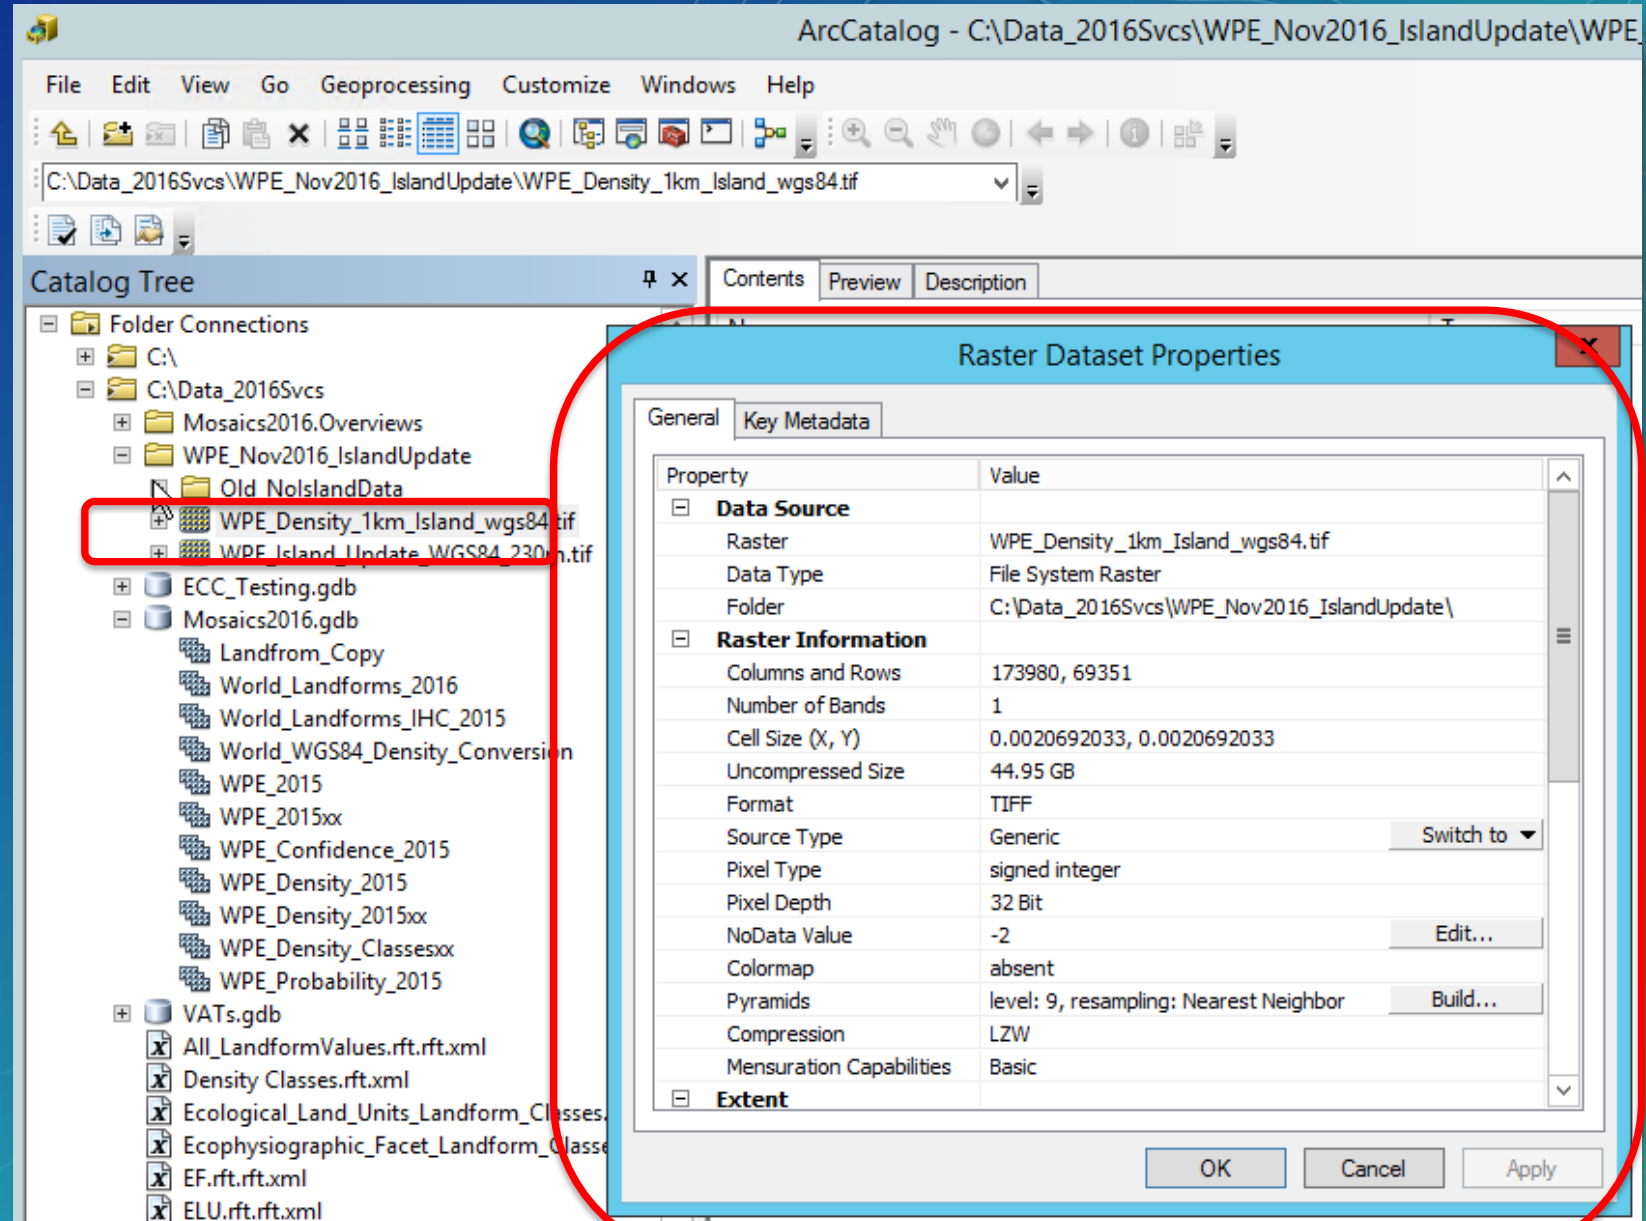 ArcCatalog - C:\Data_2016Svcs\WPE_Nov2016_IslandUpdate\WPE_
File Edit View Go Geoprocessing Customize Windows Help
C:\Data_2016Svcs\WPE_Nov2016_IslandUpdate\WPE_Density_1km_Island_wgs84.tif
Catalog Tree
Folder Connections
C:\
C:\Data_2016Svcs
Mosaics2016.Overviews
WPE_Nov2016_IslandUpdate
Old_NoIslandData
WPE_Density_1km_Island_wgs84.tif
WPE_Island_Update_WGS84_230m.tif
ECC_Testing.gdb
Mosaics2016.gdb
Landfrom_Copy
World_Landforms_2016
World_Landforms_IHC_2015
World_WGS84_Density_Conversion
WPE_2015
WPE_2015xx
WPE_Confidence_2015
WPE_Density_2015
WPE_Density_2015xx
WPE_Density_Classesxx
WPE_Probability_2015
VATs.gdb
All_LandformValues.rft.rft.xml
Density Classes.rft.xml
Ecological_Land_Units_Landform_Classes.
Ecophysiographic_Facet_Landform_Classe
EF.rft.rft.xml
ELU.rft.rft.xml
Contents Preview Description
Raster Dataset Properties
General Key Metadata
Property Value
Data Source
Raster WPE_Density_1km_Island_wgs84.tif
Data Type File System Raster
Folder C:\Data_2016Svcs\WPE_Nov2016_IslandUpdate\
Raster Information
Columns and Rows 173980, 69351
Number of Bands 1
Cell Size (X, Y) 0.0020692033, 0.0020692033
Uncompressed Size 44.95 GB
Format TIFF
Source Type Generic Switch to
Pixel Type signed integer
Pixel Depth 32 Bit
NoData Value -2 Edit...
Colormap absent
Pyramids level: 9, resampling: Nearest Neighbor Build...
Compression LZW
Mensuration Capabilities Basic
Extent
OK Cancel Apply